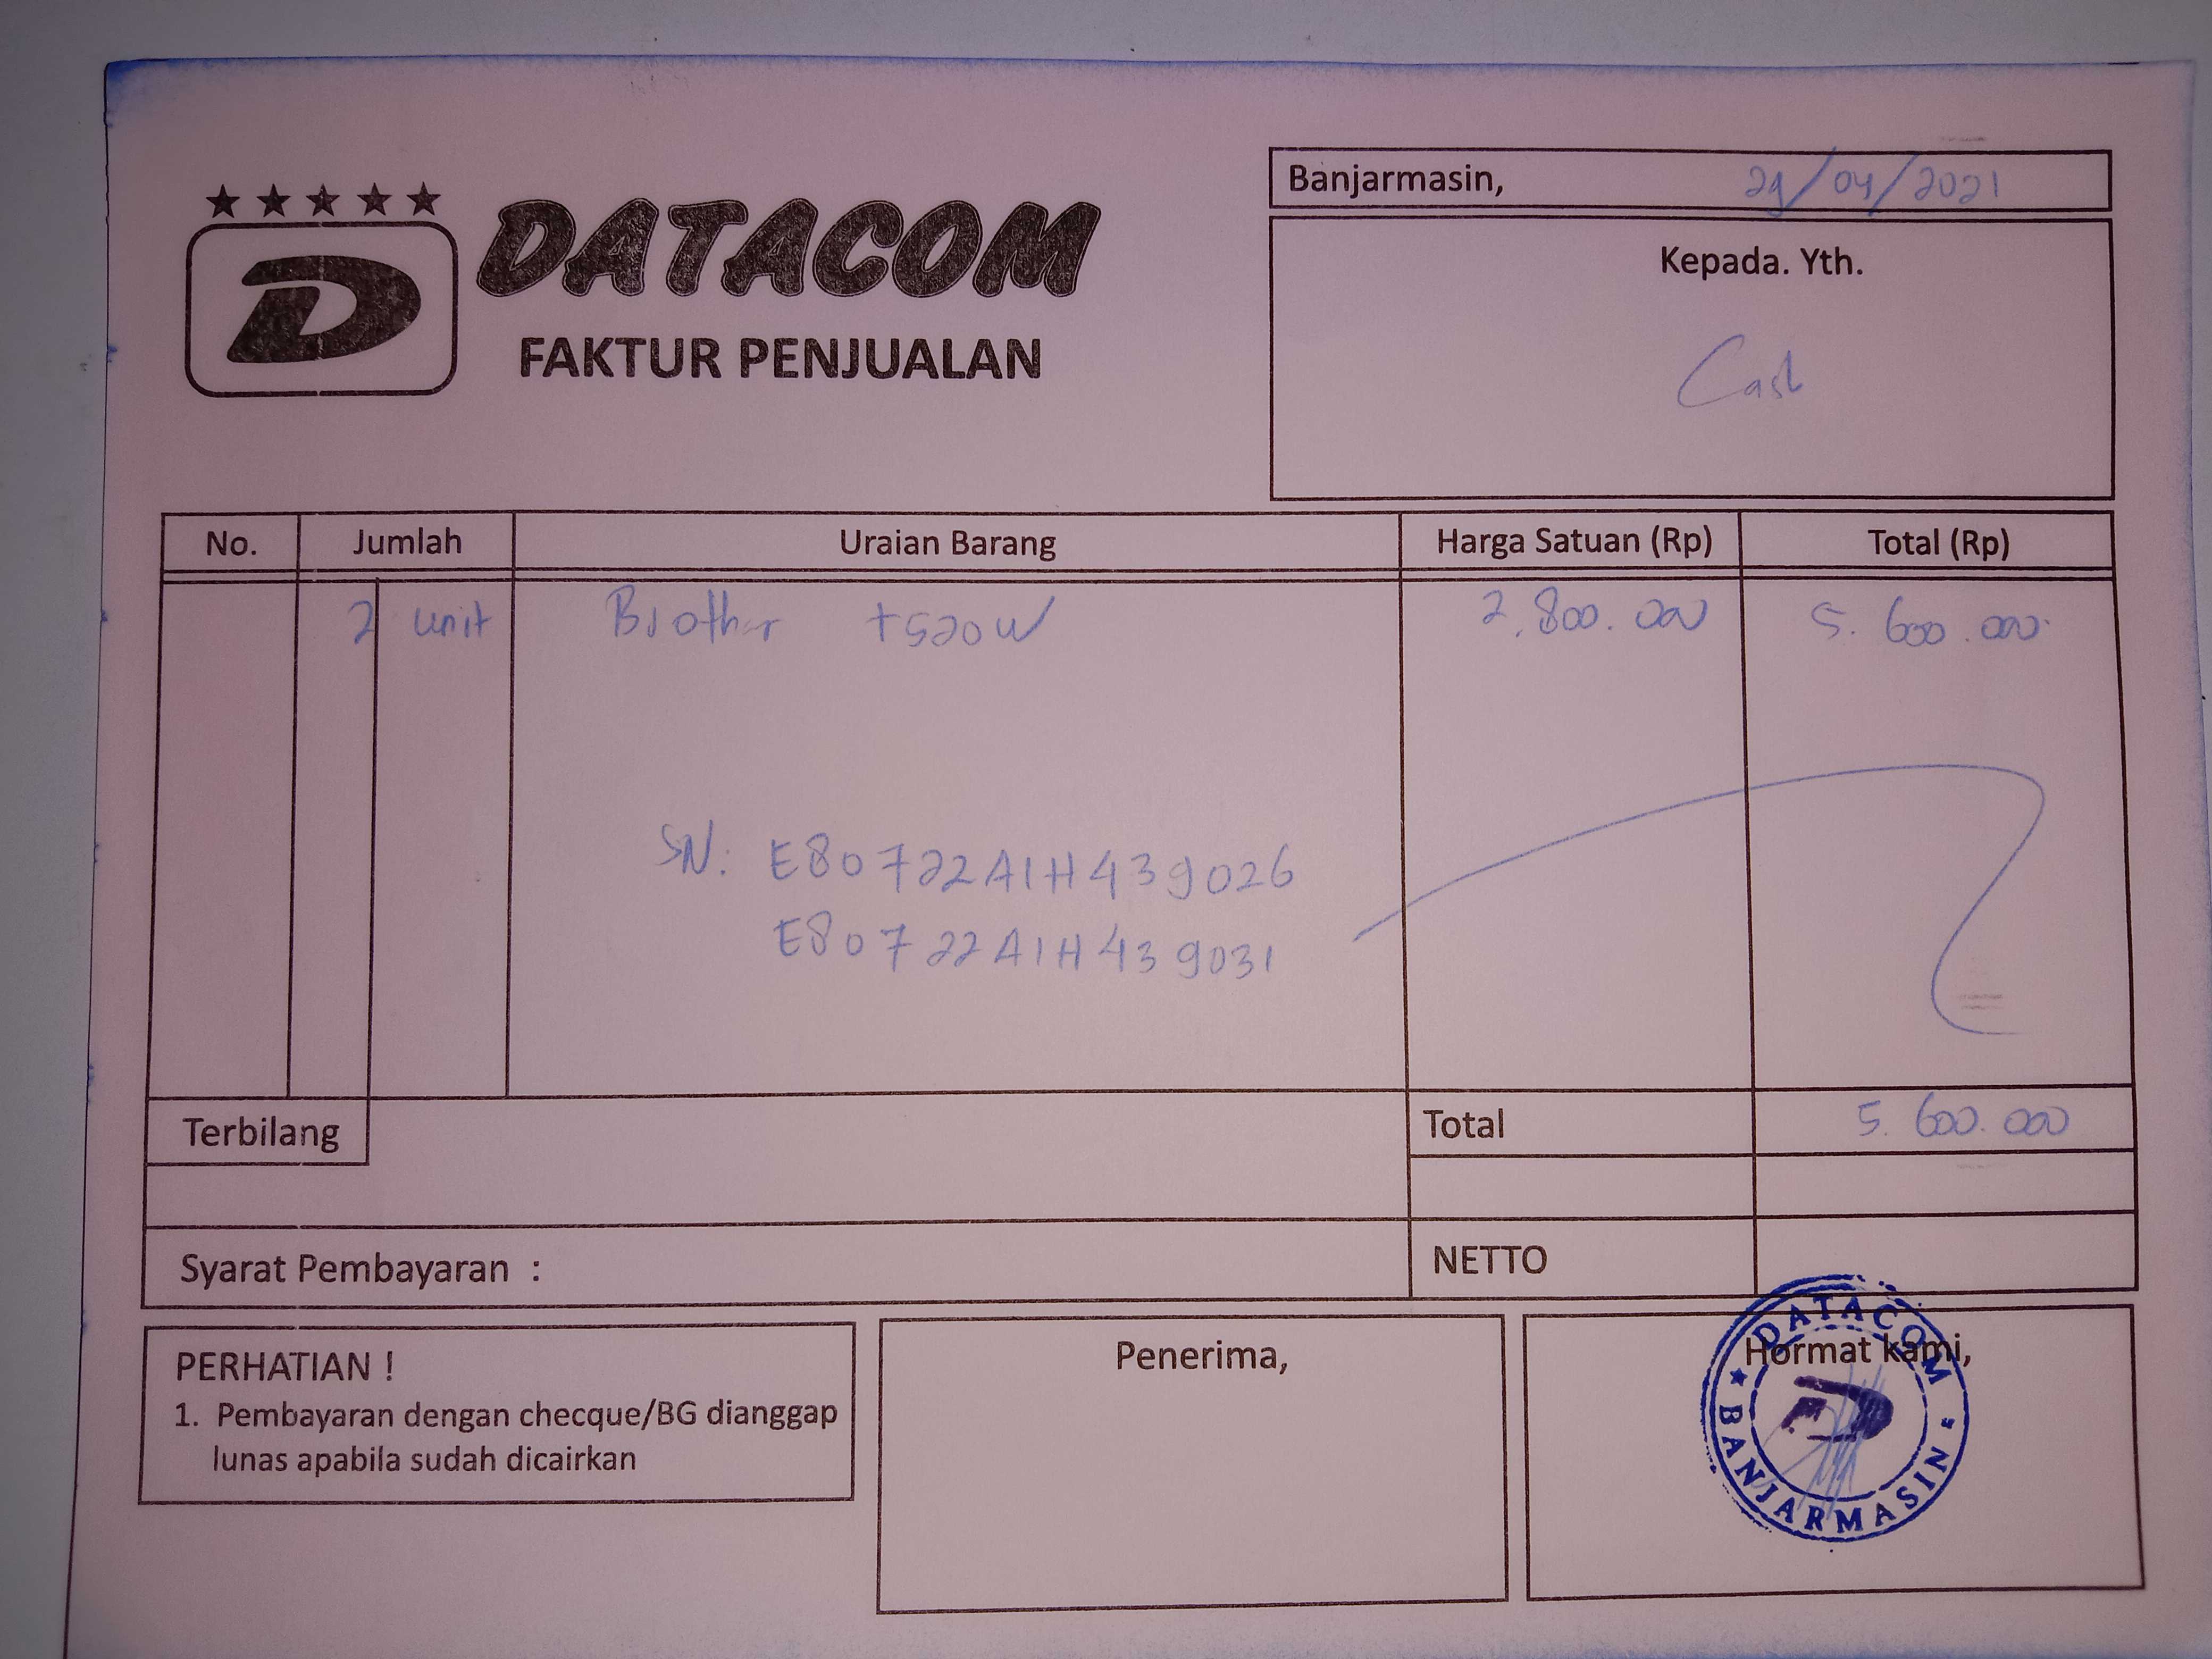 DATACOM
FAKTUR PENJUALAN
Banjarmasin, 29/04/2021
Kepada. Yth.
Cash
No. Jumlah Uraian Barang Harga Satuan (Rp) Total (Rp)
2 unit Brother T520W 2.800.000 5.600.000
SN: E80722A1H439026
E80722A1H439031
Terbilang
Total 5.600.000
Syarat Pembayaran :
NETTO
PERHATIAN !
1. Pembayaran dengan checque/BG dianggap
lunas apabila sudah dicairkan
Penerima,
Hormat kami,
DATACOM
BANJARMASIN